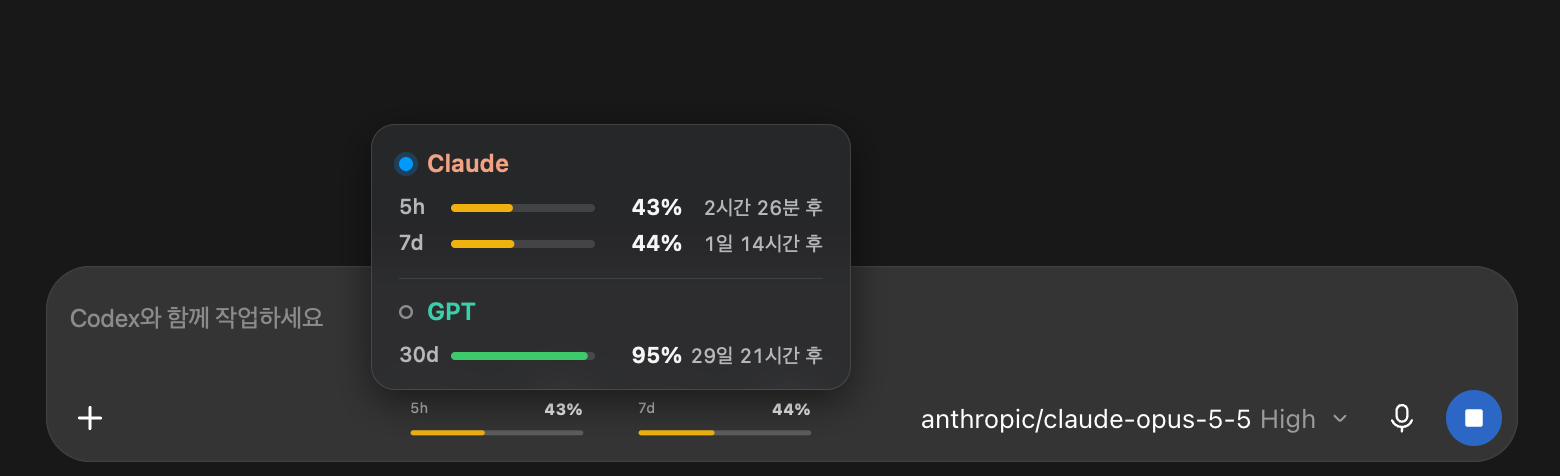 Claude
5h 43% 2시간 26분 후
7d 44% 1일 14시간 후
GPT
30d 95% 29일 21시간 후
Codex와 함께 작업하세요
5h 43% 7d 44%
anthropic/claude-opus-5-5 High